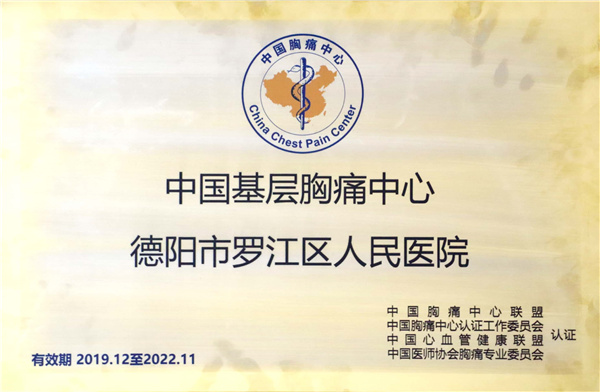 中国胸痛中心
China Chest Pain Center
中国基层胸痛中心
德阳市罗江区人民医院
中国胸痛中心联盟
中国胸痛中心认证工作委员会
中国心血管健康联盟
中国医师协会胸痛专业委员会
认证
有效期 2019.12至2022.11